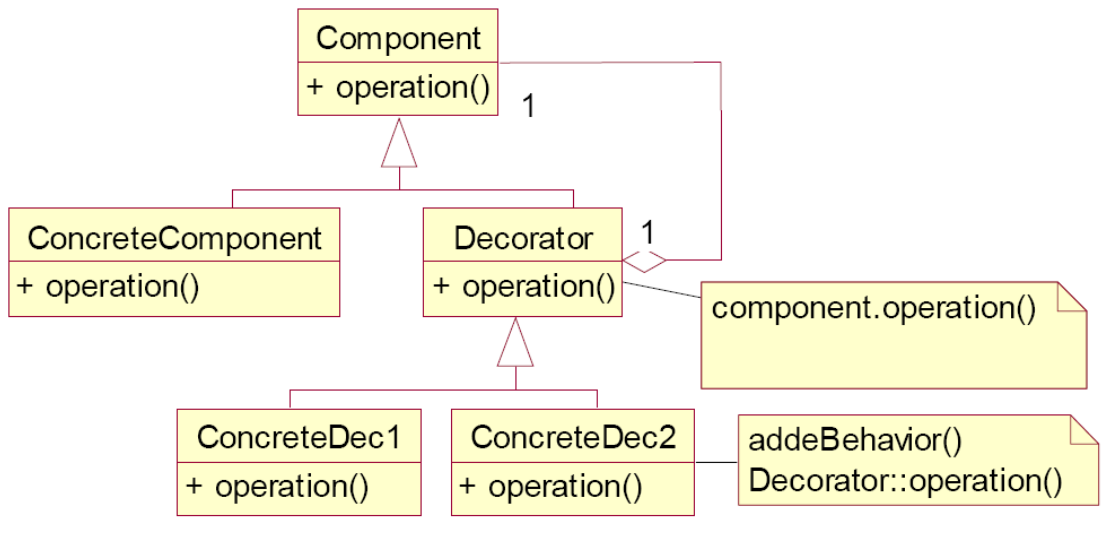 Component
+ operation()
1
ConcreteComponent
+ operation()
Decorator
+ operation()
1
component.operation()
ConcreteDec1
+ operation()
ConcreteDec2
+ operation()
addeBehavior()
Decorator::operation()